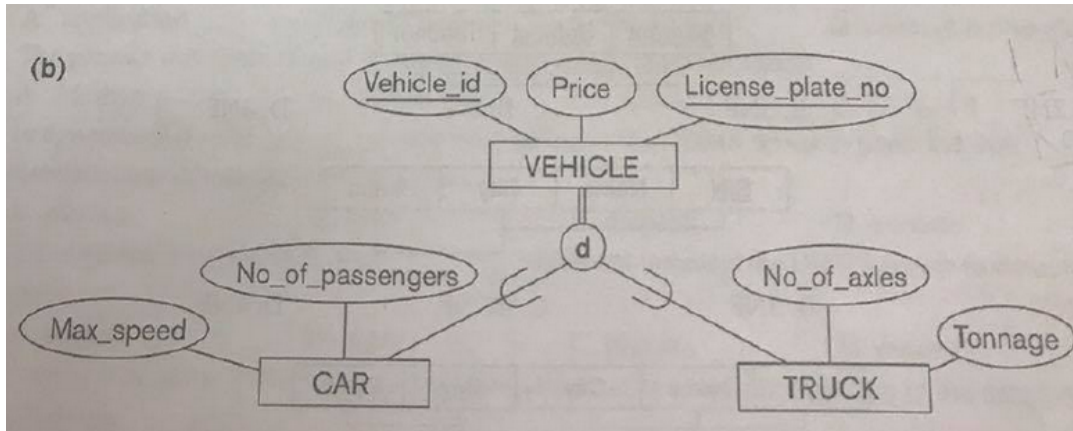 (b)
Vehicle_id Price License_plate_no
VEHICLE
d
No_of_passengers No_of_axles
Max_speed Tonnage
CAR TRUCK